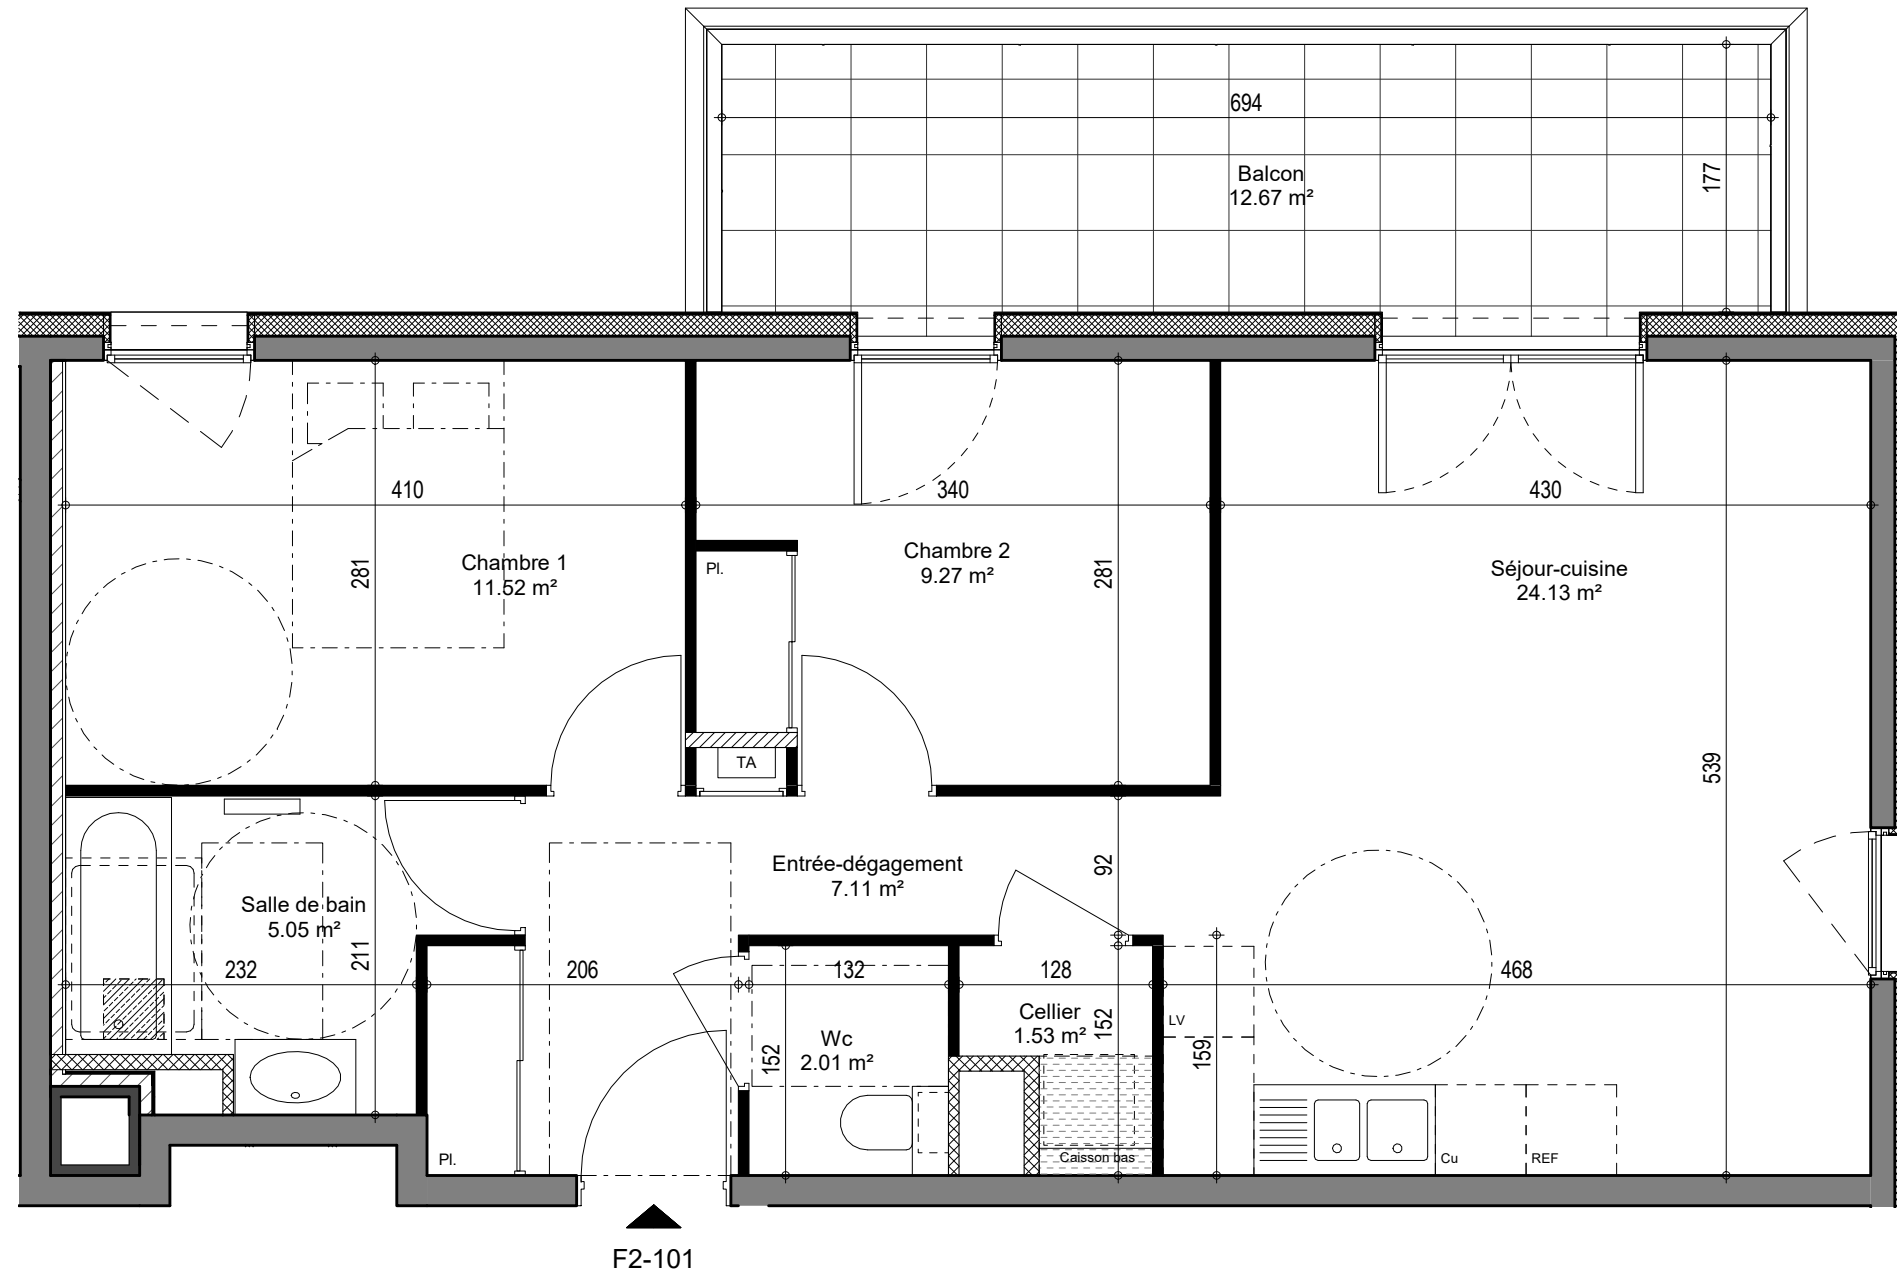 694
Balcon
12.67 m²
177
410
340
430
Chambre 1
11.52 m²
281
Pl.
Chambre 2
9.27 m²
281
Séjour-cuisine
24.13 m²
TA
539
Entrée-dégagement
7.11 m²
92
Salle de bain
5.05 m²
211
232
206
132
128
468
Cellier
1.53 m²
152
LV
Wc
2.01 m²
152
159
Pl.
Caisson bas
Cu
REF
F2-101